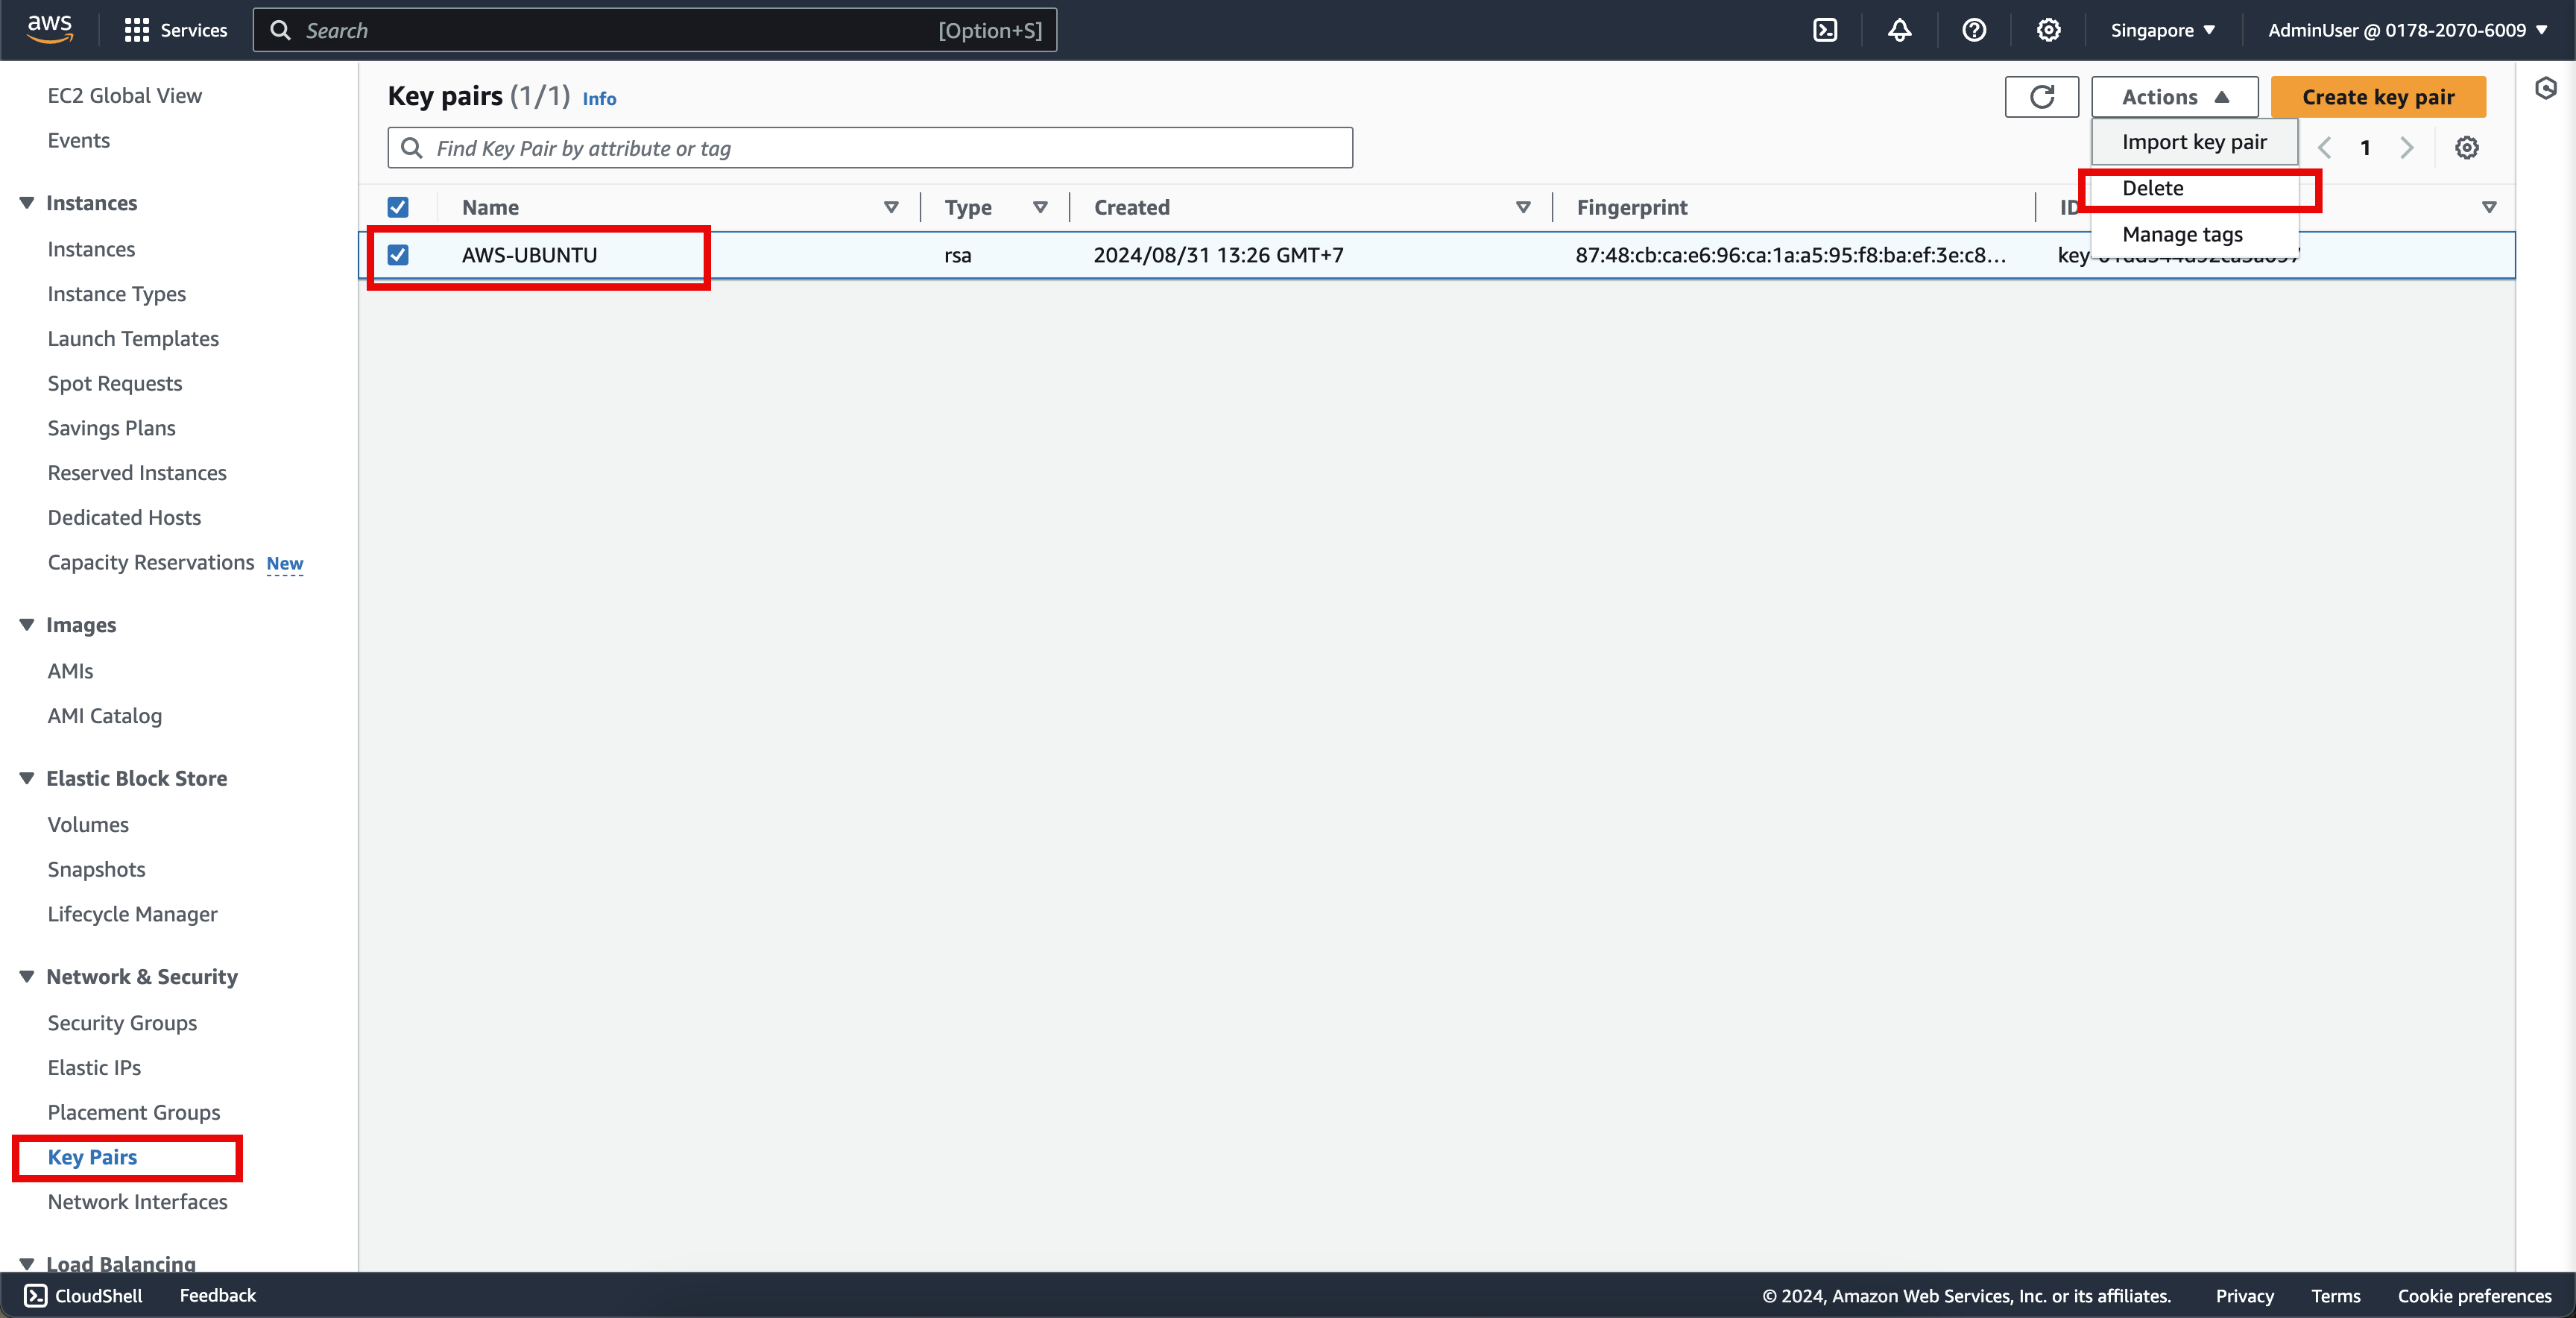 aws
Services
Search
[Option+S]
Singapore
AdminUser @ 0178-2070-6009
EC2 Global View
Events
Instances
Instances
Instance Types
Launch Templates
Spot Requests
Savings Plans
Reserved Instances
Dedicated Hosts
Capacity Reservations New
Images
AMIs
AMI Catalog
Elastic Block Store
Volumes
Snapshots
Lifecycle Manager
Network & Security
Security Groups
Elastic IPs
Placement Groups
Key Pairs
Network Interfaces
Load Balancing
Key pairs (1/1) Info
Actions
Create key pair
Find Key Pair by attribute or tag
Import key pair
Delete
Manage tags
1
Name Type Created Fingerprint ID
AWS-UBUNTU rsa 2024/08/31 13:26 GMT+7 87:48:cb:ca:e6:96:ca:1a:a5:95:f8:ba:ef:3e:c8...
CloudShell Feedback
© 2024, Amazon Web Services, Inc. or its affiliates. Privacy Terms Cookie preferences